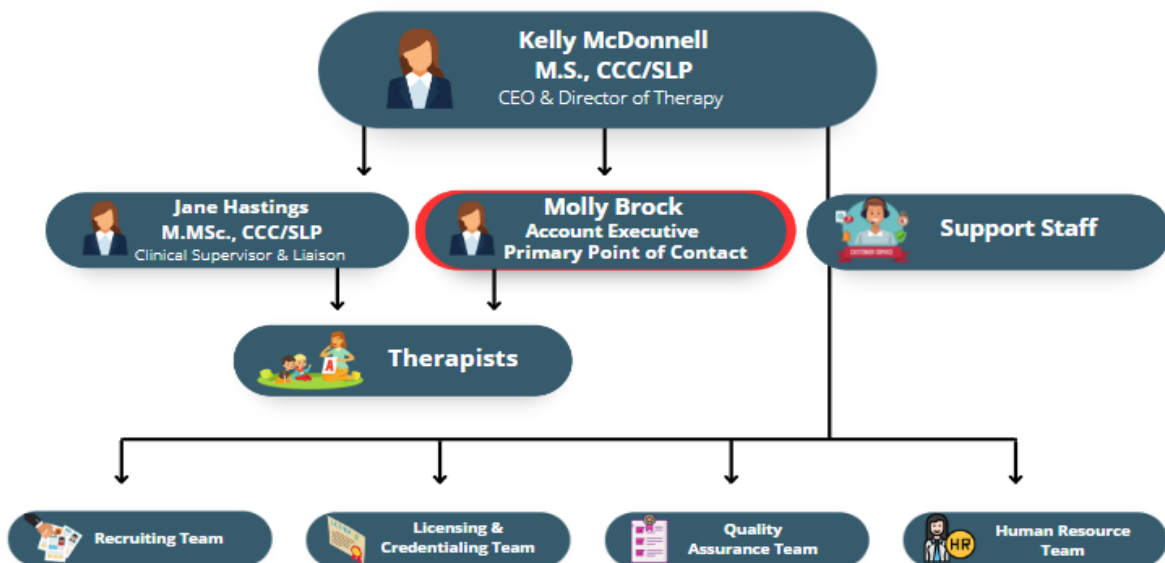 Kelly McDonnell
M.S., CCC/SLP
CEO & Director of Therapy
Jane Hastings
M.MSc., CCC/SLP
Clinical Supervisor & Liaison
Molly Brock
Account Executive
Primary Point of Contact
CUSTOMER SERVICE
Support Staff
A
Therapists
Recruiting Team
Licensing &
Credentialing Team
Quality
Assurance Team
HR
Human Resource
Team